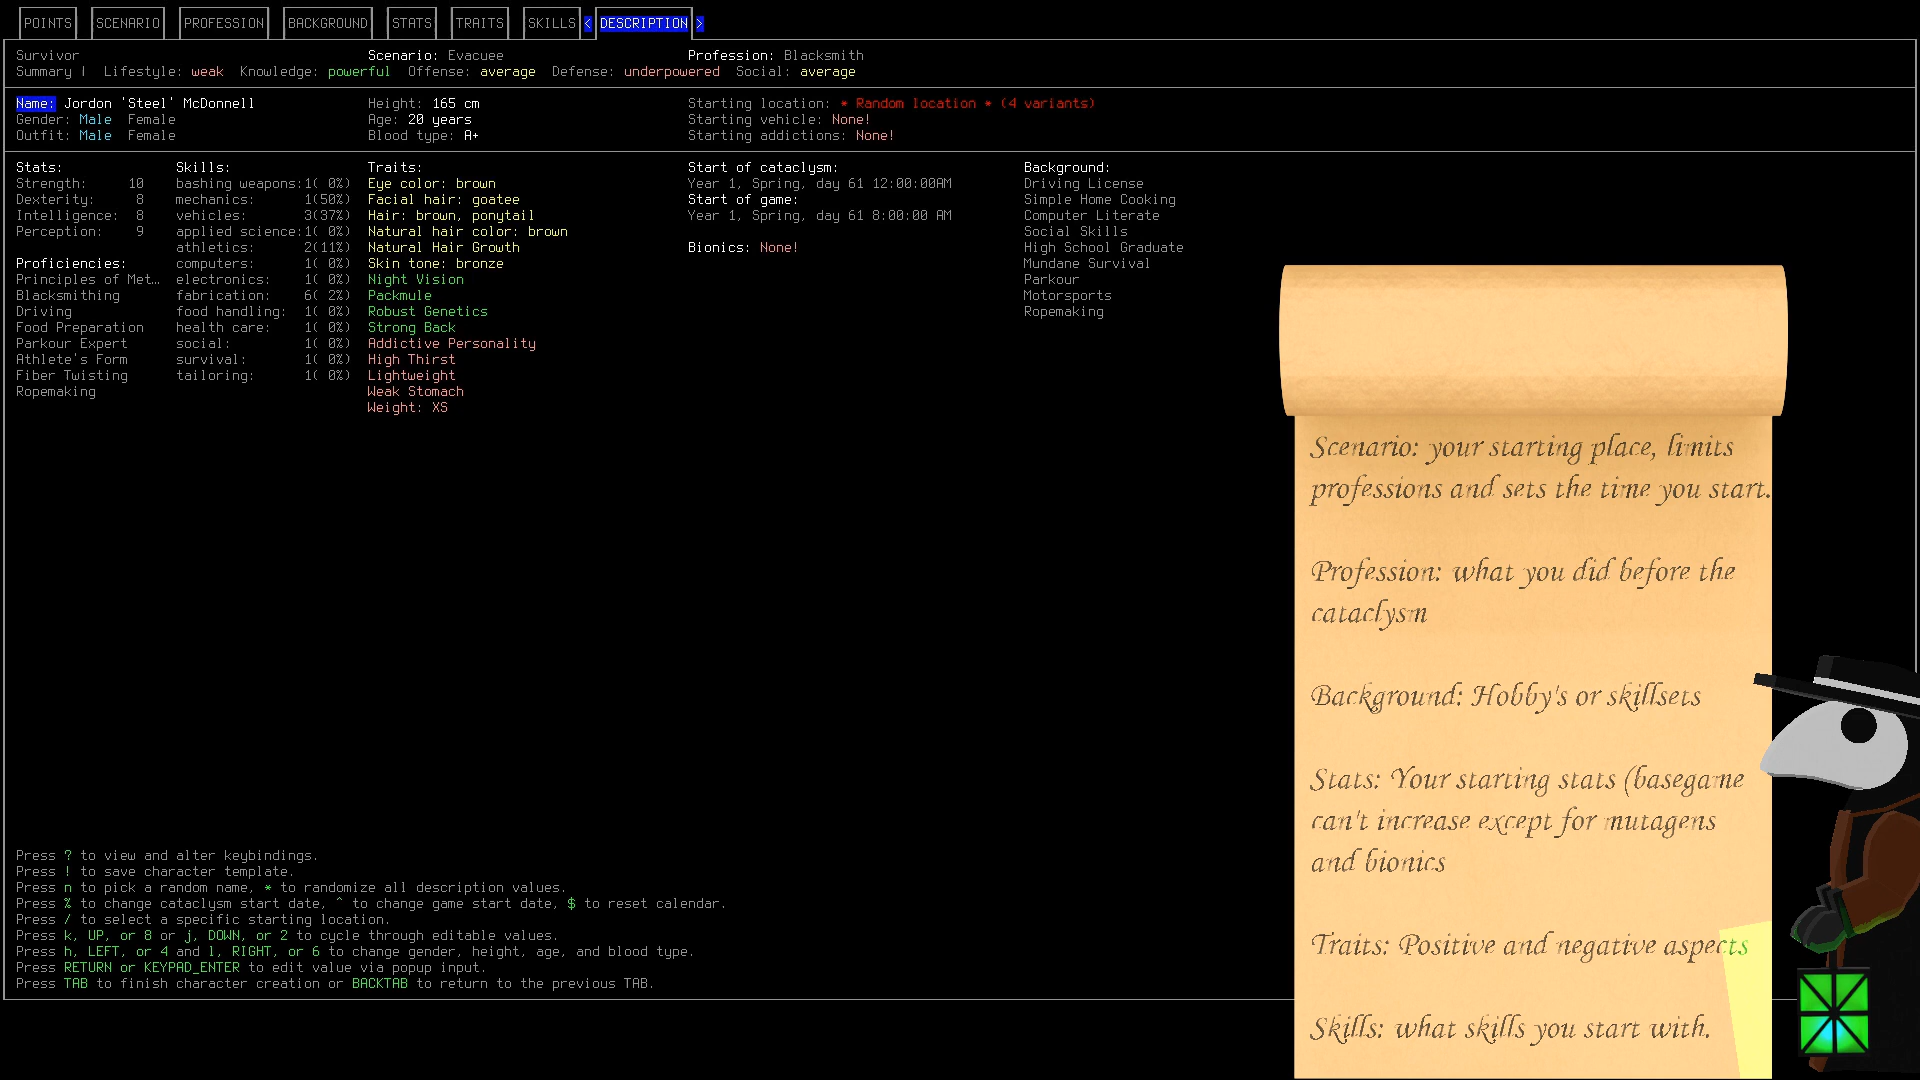 POINTS SCENARIO PROFESSION BACKGROUND STATS TRAITS SKILLS < DESCRIPTION >
Survivor Scenario: Evacuee Profession: Blacksmith
Summary | Lifestyle: weak Knowledge: powerful Offense: average Defense: underpowered Social: average
Name: Jordon 'Steel' McDonnell Height: 165 cm Starting location: * Random location * (4 variants)
Gender: Male Female Age: 20 years Starting vehicle: None!
Outfit: Male Female Blood type: A+ Starting addictions: None!
Stats:
Strength: 10
Dexterity: 8
Intelligence: 8
Perception: 9
Proficiencies:
Principles of Met…
Blacksmithing
Driving
Food Preparation
Parkour Expert
Athlete's Form
Fiber Twisting
Ropemaking
Skills:
bashing weapons:1( 0%)
mechanics: 1(50%)
vehicles: 3(37%)
applied science:1( 0%)
athletics: 2(11%)
computers: 1( 0%)
electronics: 1( 0%)
fabrication: 6( 2%)
food handling: 1( 0%)
health care: 1( 0%)
social: 1( 0%)
survival: 1( 0%)
tailoring: 1( 0%)
Traits:
Eye color: brown
Facial hair: goatee
Hair: brown, ponytail
Natural hair color: brown
Natural Hair Growth
Skin tone: bronze
Night Vision
Packmule
Robust Genetics
Strong Back
Addictive Personality
High Thirst
Lightweight
Weak Stomach
Weight: XS
Start of cataclysm:
Year 1, Spring, day 61 12:00:00AM
Start of game:
Year 1, Spring, day 61 8:00:00 AM
Bionics: None!
Background:
Driving License
Simple Home Cooking
Computer Literate
Social Skills
High School Graduate
Mundane Survival
Parkour
Motorsports
Ropemaking
Scenario: your starting place, limits
professions and sets the time you start.
Profession: what you did before the
cataclysm
Background: Hobby's or skillsets
Stats: Your starting stats (basegame
can't increase except for mutagens
and bionics
Traits: Positive and negative aspects
Skills: what skills you start with.
Press ? to view and alter keybindings.
Press ! to save character template.
Press n to pick a random name, * to randomize all description values.
Press % to change cataclysm start date, ^ to change game start date, $ to reset calendar.
Press / to select a specific starting location.
Press k, UP, or 8 or j, DOWN, or 2 to cycle through editable values.
Press h, LEFT, or 4 and l, RIGHT, or 6 to change gender, height, age, and blood type.
Press RETURN or KEYPAD_ENTER to edit value via popup input.
Press TAB to finish character creation or BACKTAB to return to the previous TAB.